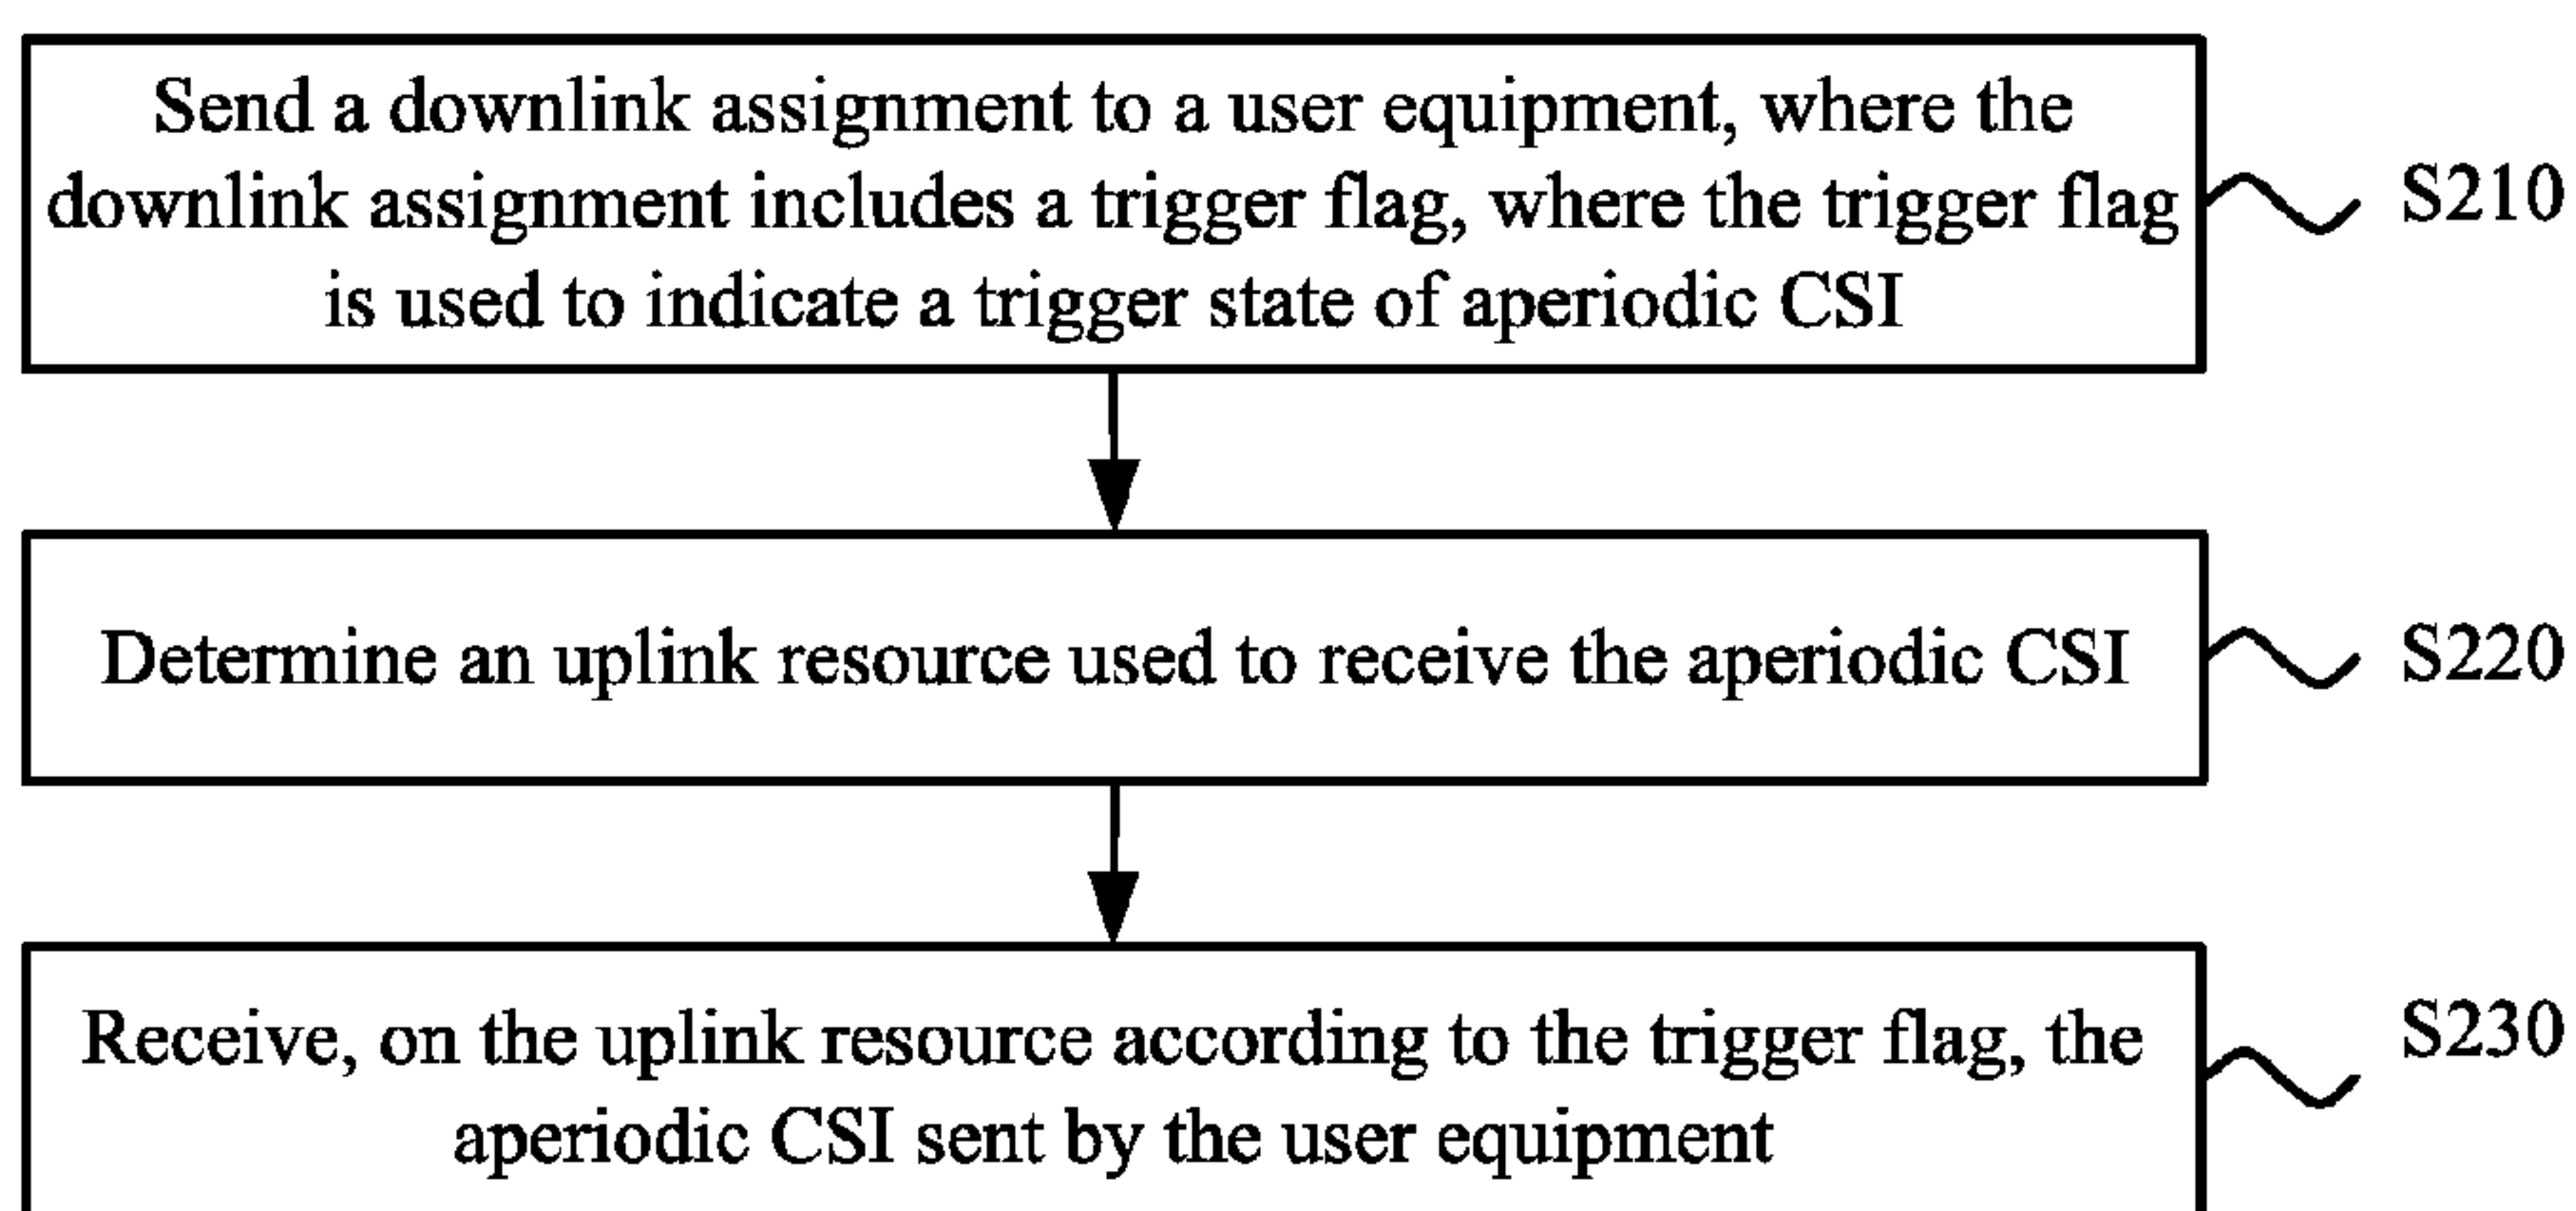 Send a downlink assignment to a user equipment, where the
downlink assignment includes a trigger flag, where the trigger flag
is used to indicate a trigger state of aperiodic CSI
S210
Determine an uplink resource used to receive the aperiodic CSI
S220
Receive, on the uplink resource according to the trigger flag, the
aperiodic CSI sent by the user equipment
S230